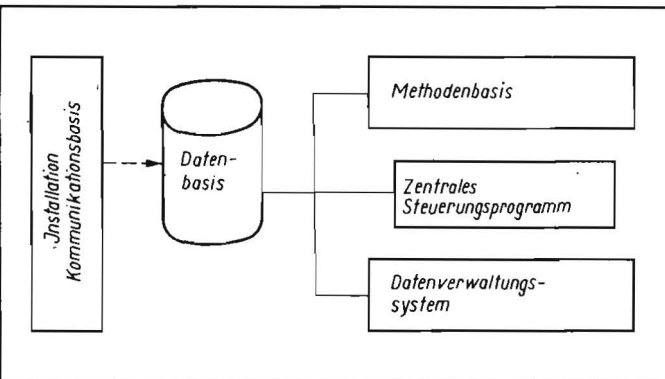 Installation
Kommunikationsbasis
Daten-
basis
Methodenbasis
Zentrales
Steuerungsprogramm
Datenverwaltungs-
system